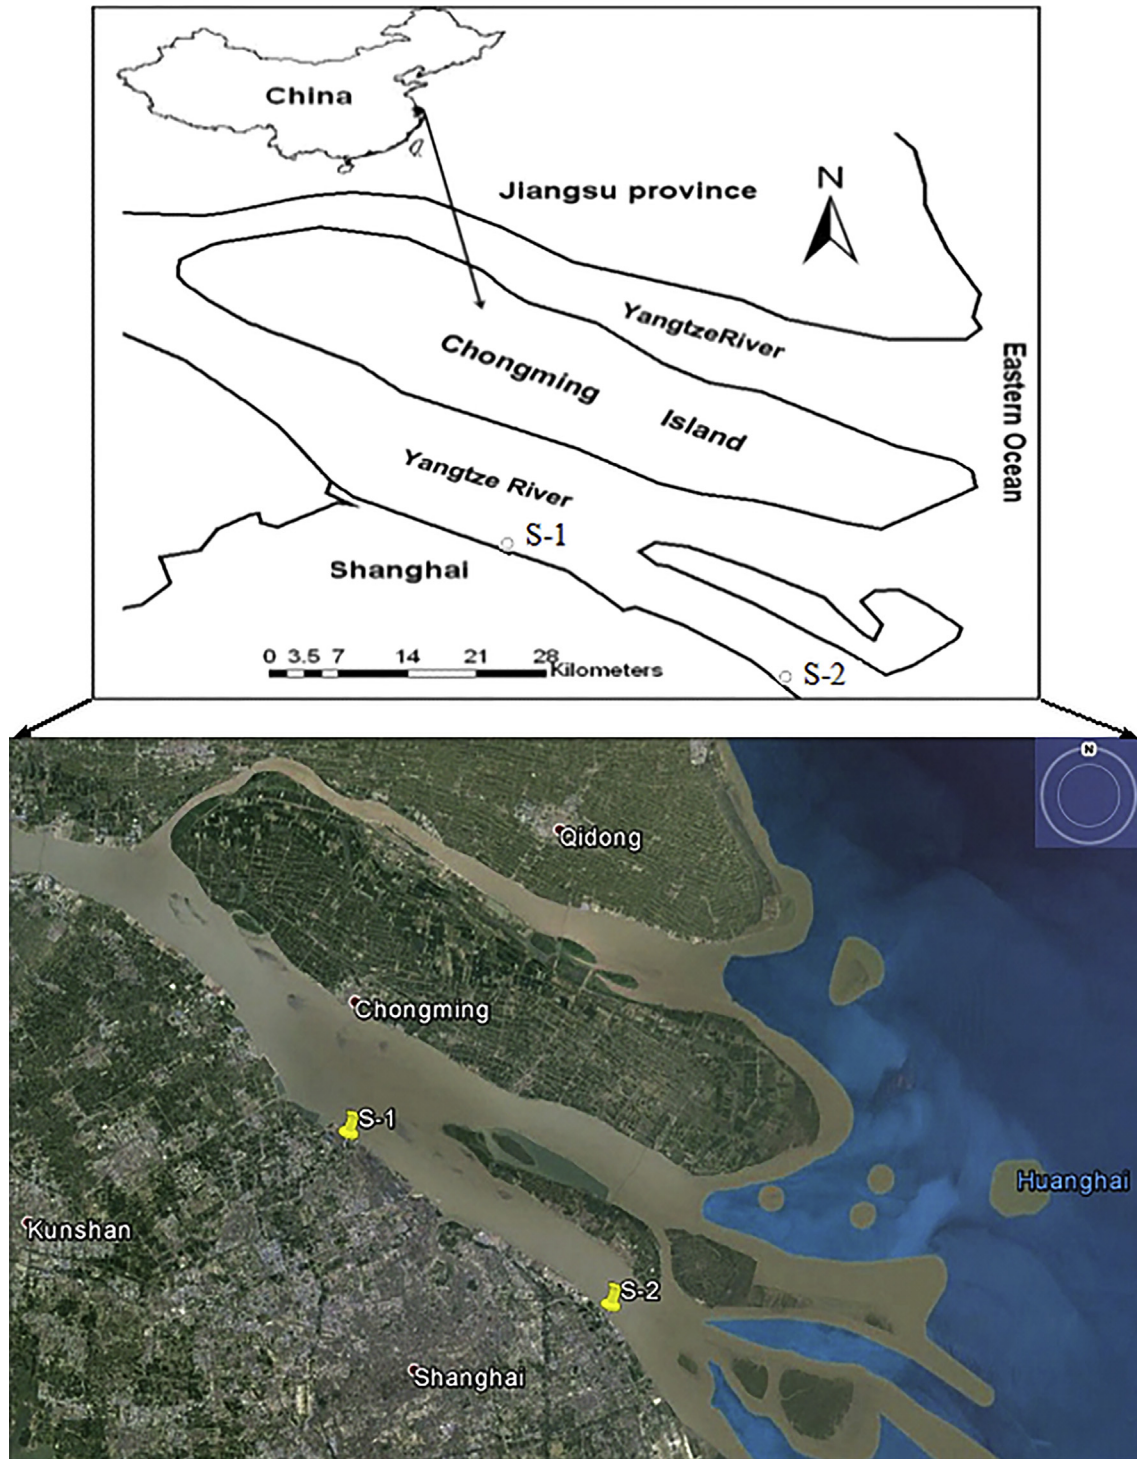 China
Jiangsu province
N
YangtzeRiver
Chongming
Island
Eastern Ocean
Yangtze River
S-1
Shanghai
0 3.5 7 14 21 28
Kilometers
S-2
N
Qidong
Chongming
S-1
Huanghai
Kunshan
S-2
Shanghai